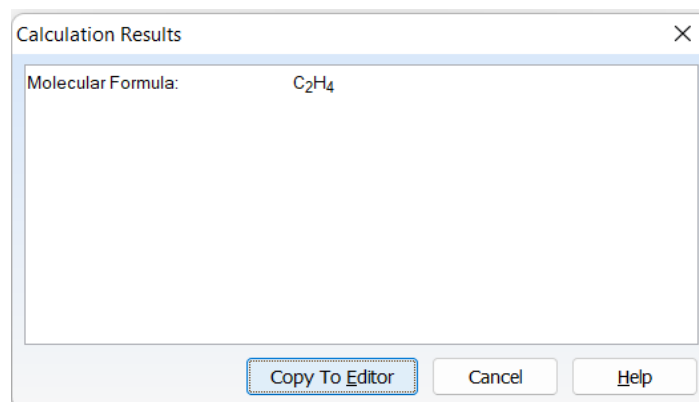 Calculation Results
Molecular Formula: C₂H₄
Copy To Editor Cancel Help